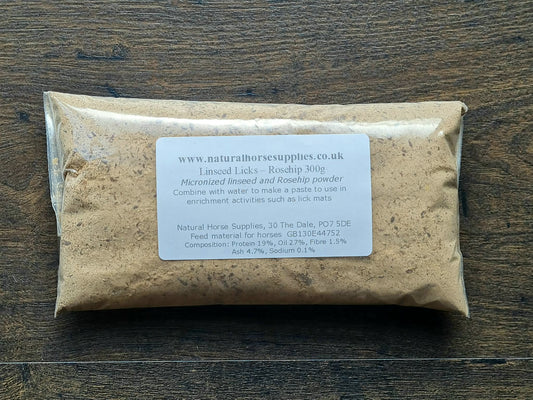 www.naturalhorsesupplies.co.uk
Linseed Licks – Rosehip 300g
Micronized linseed and Rosehip powder
Combine with water to make a paste to use in
enrichment activities such as lick mats
Natural Horse Supplies, 30 The Dale, PO7 5DE
Feed material for horses GB130E44752
Composition: Protein 19%, Oil 27%, Fibre 1.5%
Ash 4.7%, Sodium 0.1%